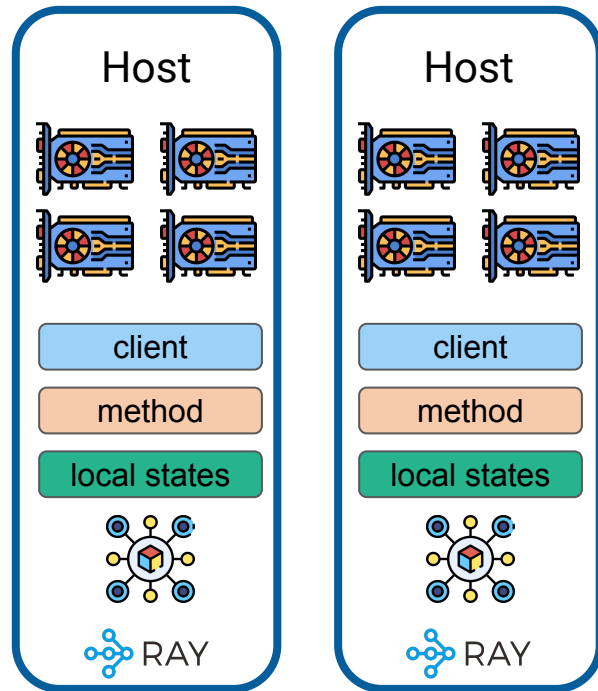 Host
client
method
local states
RAY
Host
client
method
local states
RAY